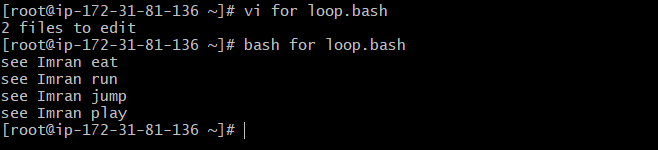 [root@ip-172-31-81-136 ~]# vi for loop.bash
2 files to edit
[root@ip-172-31-81-136 ~]# bash for loop.bash
see Imran eat
see Imran run
see Imran jump
see Imran play
[root@ip-172-31-81-136 ~]#